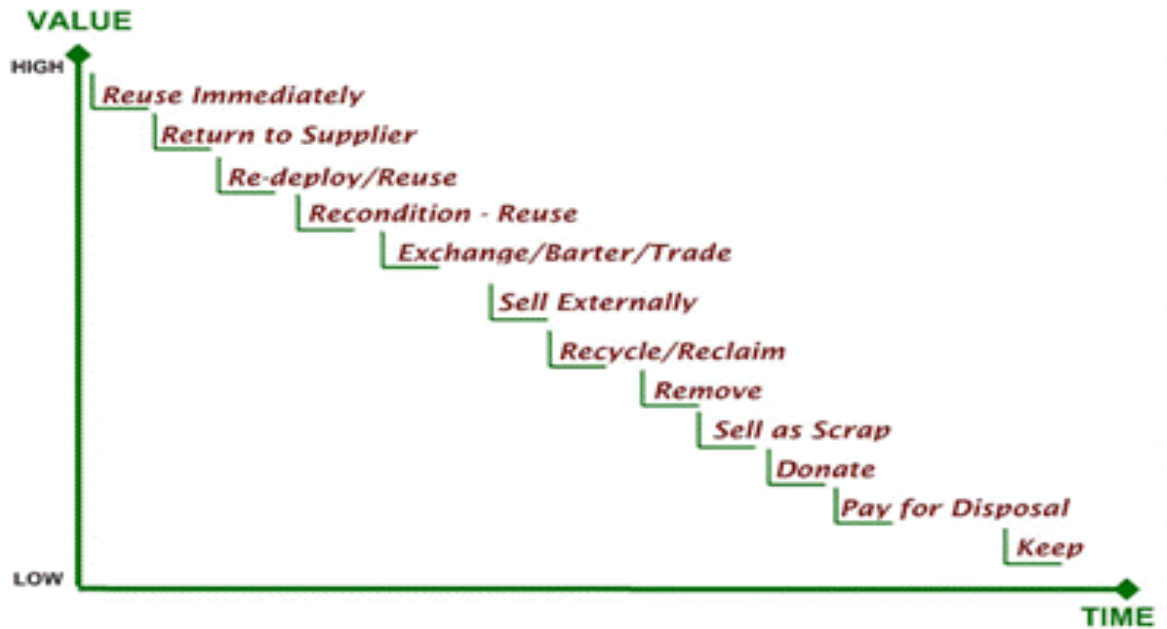 VALUE
HIGH
Reuse Immediately
Return to Supplier
Re-deploy/Reuse
Recondition - Reuse
Exchange/Barter/Trade
Sell Externally
Recycle/Reclaim
Remove
Sell as Scrap
Donate
Pay for Disposal
Keep
LOW
TIME